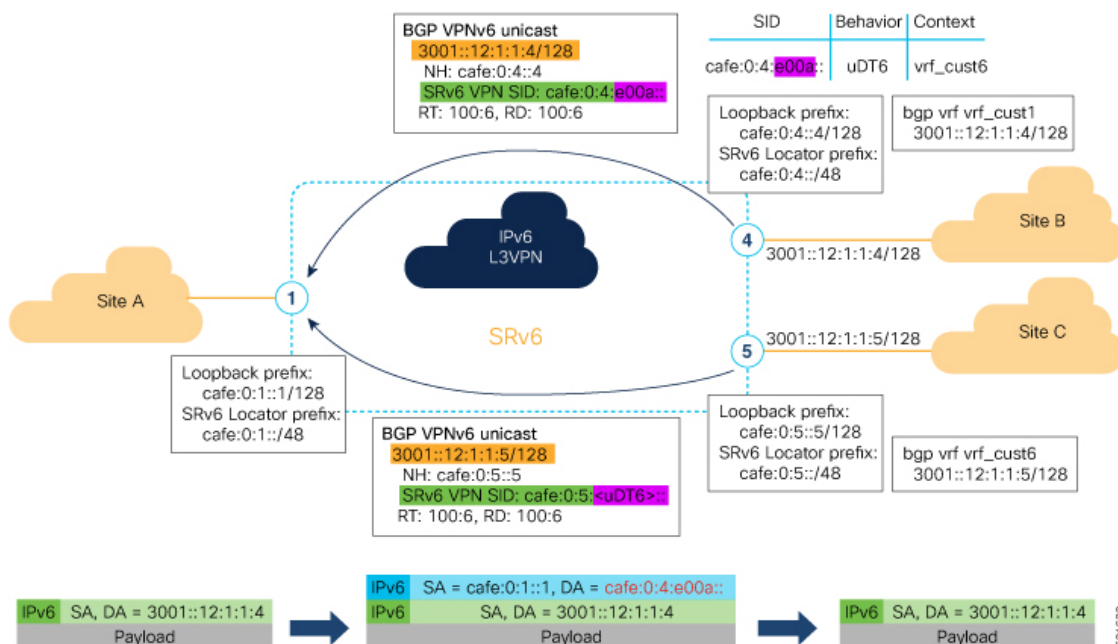 BGP VPNv6 unicast
3001::12:1:1:4/128
NH: cafe:0:4::4
SRv6 VPN SID: cafe:0:4:e00a::
RT: 100:6, RD: 100:6
SID Behavior Context
cafe:0:4:e00a:: uDT6 vrf_cust6
Loopback prefix:
cafe:0:4::4/128
SRv6 Locator prefix:
cafe:0:4::/48
bgp vrf vrf_cust1
3001::12:1:1:4/128
IPv6
L3VPN
Site A
1
4
3001::12:1:1:4/128
Site B
SRv6
5
3001::12:1:1:5/128
Site C
Loopback prefix:
cafe:0:1::1/128
SRv6 Locator prefix:
cafe:0:1::/48
BGP VPNv6 unicast
3001::12:1:1:5/128
NH: cafe:0:5::5
SRv6 VPN SID: cafe:0:5:<uDT6>::
RT: 100:6, RD: 100:6
Loopback prefix:
cafe:0:5::5/128
SRv6 Locator prefix:
cafe:0:5::/48
bgp vrf vrf_cust6
3001::12:1:1:5/128
IPv6 SA, DA = 3001::12:1:1:4
Payload
IPv6 SA = cafe:0:1::1, DA = cafe:0:4:e00a::
IPv6 SA, DA = 3001::12:1:1:4
Payload
IPv6 SA, DA = 3001::12:1:1:4
Payload